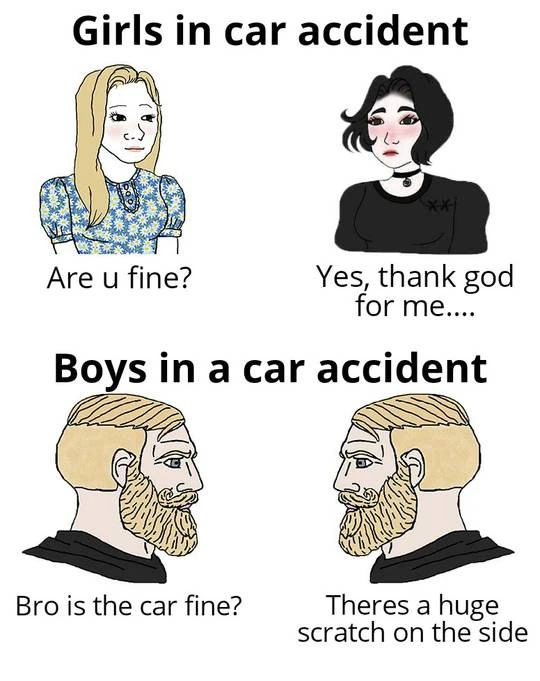 Girls in car accident
Are u fine?
Yes, thank god
for me....
Boys in a car accident
Bro is the car fine?
Theres a huge
scratch on the side